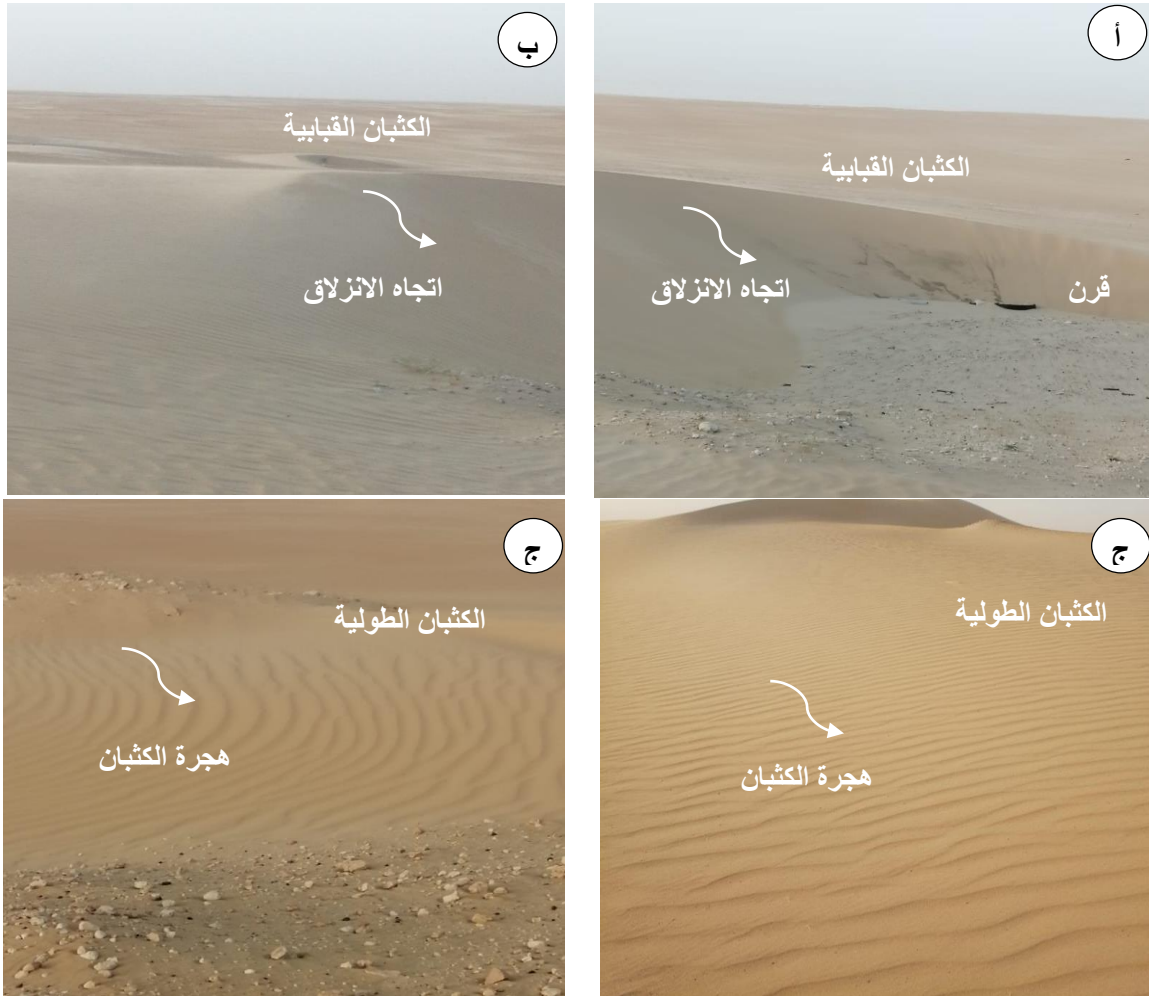 أ
الكثبان القبابية
اتجاه الانزلاق
قرن
ب
الكثبان القبابية
اتجاه الانزلاق
ج
الكثبان الطولية
هجرة الكثبان
ج
الكثبان الطولية
هجرة الكثبان